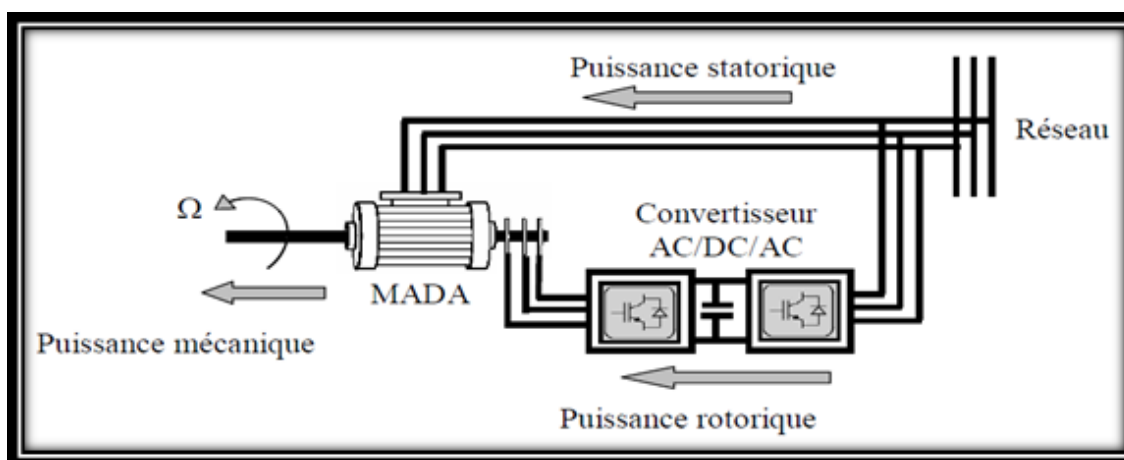 Puissance statorique
Réseau
Ω
Convertisseur
AC/DC/AC
MADA
Puissance mécanique
Puissance rotorique